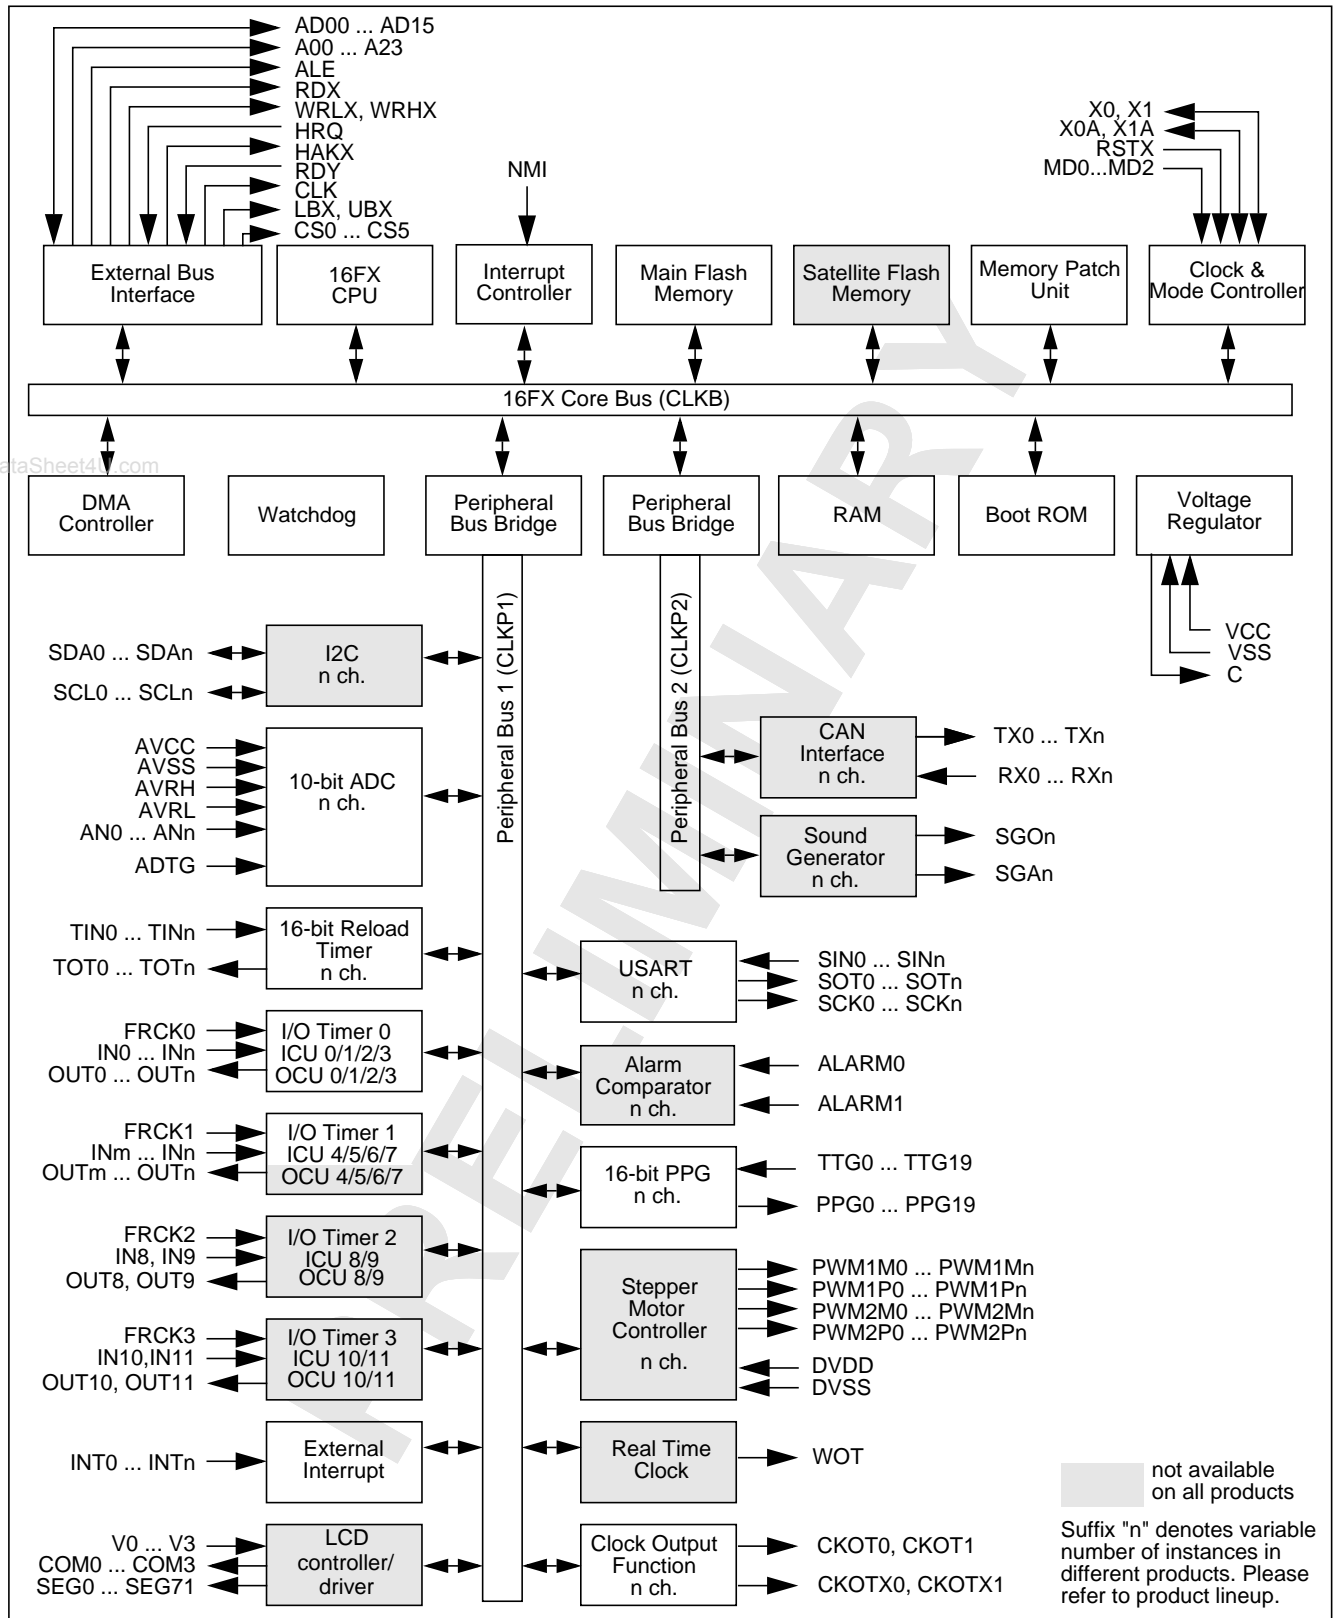 AD00 ... AD15
A00 ... A23
ALE
RDX
WRLX, WRHX
HRQ
HAKX
RDY
CLK
LBX, UBX
CS0 ... CS5
NMI
X0, X1
X0A, X1A
RSTX
MD0...MD2
External Bus
Interface
16FX
CPU
Interrupt
Controller
Main Flash
Memory
Satellite Flash
Memory
Memory Patch
Unit
Clock &
Mode Controller
16FX Core Bus (CLKB)
ataSheet4U.com
DMA
Controller
Watchdog
Peripheral
Bus Bridge
Peripheral
Bus Bridge
RAM
Boot ROM
Voltage
Regulator
VCC
VSS
C
Peripheral Bus 1 (CLKP1)
Peripheral Bus 2 (CLKP2)
SDA0 ... SDAn
SCL0 ... SCLn
I2C
n ch.
AVCC
AVSS
AVRH
AVRL
AN0 ... ANn
ADTG
10-bit ADC
n ch.
TIN0 ... TINn
TOT0 ... TOTn
16-bit Reload
Timer
n ch.
FRCK0
IN0 ... INn
OUT0 ... OUTn
I/O Timer 0
ICU 0/1/2/3
OCU 0/1/2/3
FRCK1
INm ... INn
OUTm ... OUTn
I/O Timer 1
ICU 4/5/6/7
OCU 4/5/6/7
FRCK2
IN8, IN9
OUT8, OUT9
I/O Timer 2
ICU 8/9
OCU 8/9
FRCK3
IN10,IN11
OUT10, OUT11
I/O Timer 3
ICU 10/11
OCU 10/11
INT0 ... INTn
External
Interrupt
V0 ... V3
COM0 ... COM3
SEG0 ... SEG71
LCD
controller/
driver
CAN
Interface
n ch.
TX0 ... TXn
RX0 ... RXn
Sound
Generator
n ch.
SGOn
SGAn
USART
n ch.
SIN0 ... SINn
SOT0 ... SOTn
SCK0 ... SCKn
Alarm
Comparator
n ch.
ALARM0
ALARM1
16-bit PPG
n ch.
TTG0 ... TTG19
PPG0 ... PPG19
Stepper
Motor
Controller
n ch.
PWM1M0 ... PWM1Mn
PWM1P0 ... PWM1Pn
PWM2M0 ... PWM2Mn
PWM2P0 ... PWM2Pn
DVDD
DVSS
Real Time
Clock
WOT
Clock Output
Function
n ch.
CKOT0, CKOT1
CKOTX0, CKOTX1
not available
on all products
Suffix "n" denotes variable
number of instances in
different products. Please
refer to product lineup.
PRELIMINARY